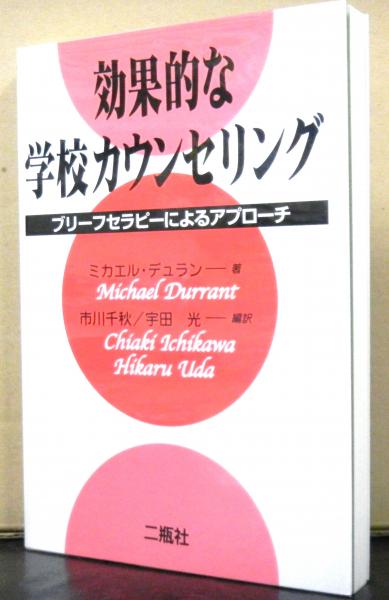 効果的な
学校カウンセリング
ブリーフセラピーによるアプローチ
ミカエル・デュラン──著
Michael Durrant
市川千秋／宇田 光──編訳
Chiaki Ichikawa
Hikaru Uda
二瓶社